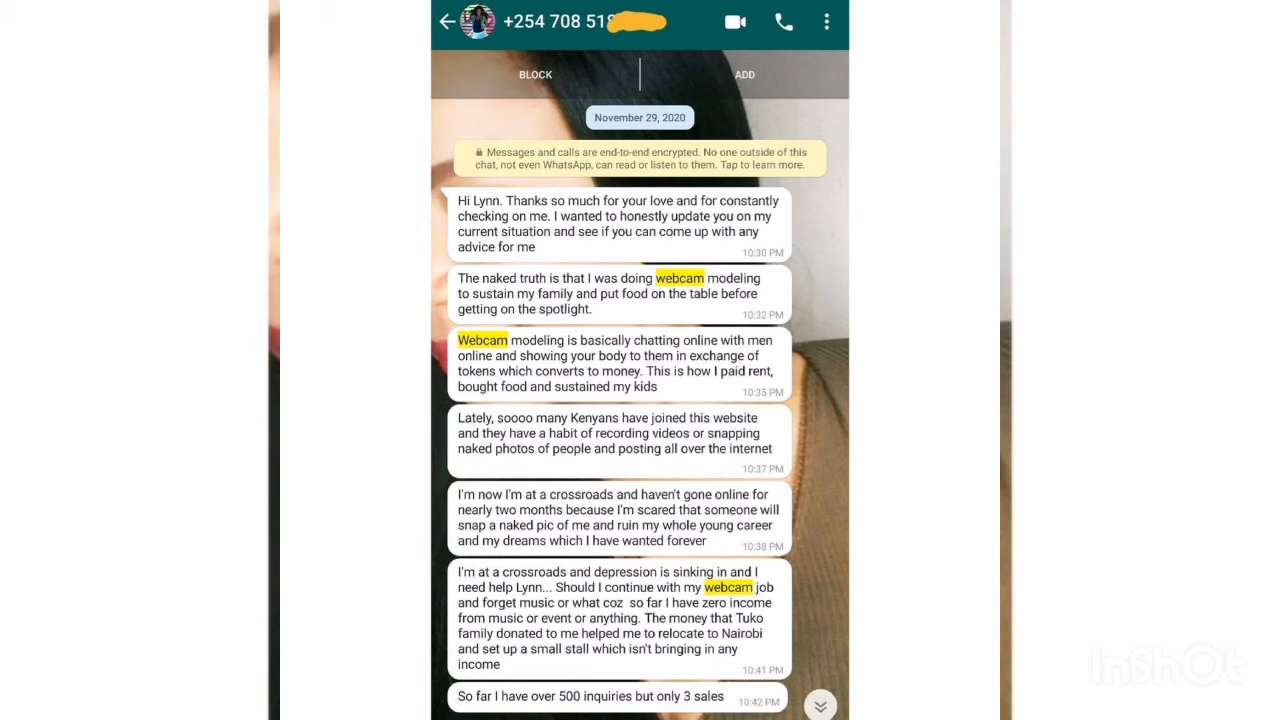 +254 708 518
BLOCK
ADD
November 29, 2020
Messages and calls are end-to-end encrypted. No one outside of this
chat, not even WhatsApp, can read or listen to them. Tap to learn more.
Hi Lynn. Thanks so much for your love and for constantly
checking on me. I wanted to honestly update you on my
current situation and see if you can come up with any
advice for me
10:30 PM
The naked truth is that I was doing webcam modeling
to sustain my family and put food on the table before
getting on the spotlight.
10:32 PM
Webcam modeling is basically chatting online with men
online and showing your body to them in exchange of
tokens which converts to money. This is how I paid rent,
bought food and sustained my kids
10:35 PM
Lately, soooo many Kenyans have joined this website
and they have a habit of recording videos or snapping
naked photos of people and posting all over the internet
10:37 PM
I'm now I'm at a crossroads and haven't gone online for
nearly two months because I'm scared that someone will
snap a naked pic of me and ruin my whole young career
and my dreams which I have wanted forever
10:38 PM
I'm at a crossroads and depression is sinking in and I
need help Lynn... Should I continue with my webcam job
and forget music or what coz so far I have zero income
from music or event or anything. The money that Tuko
family donated to me helped me to relocate to Nairobi
and set up a small stall which isn't bringing in any
income
10:41 PM
So far I have over 500 inquiries but only 3 sales
10:42 PM
InShOt